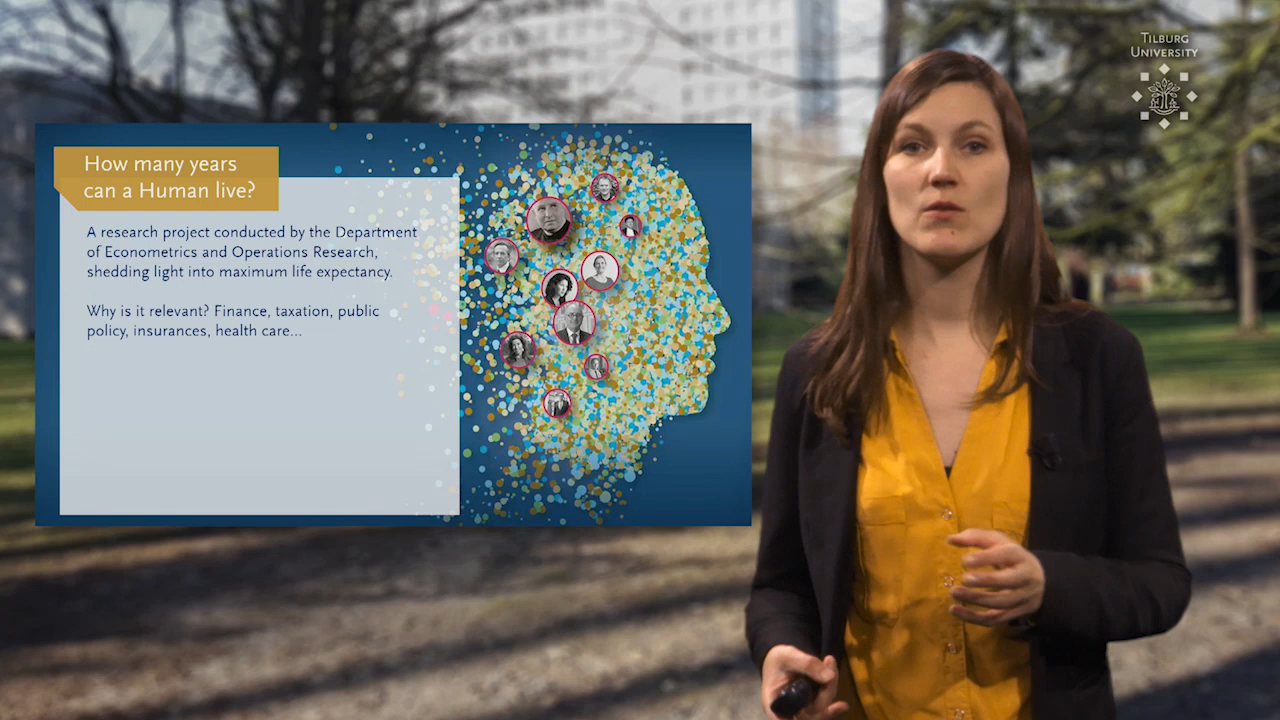 TILBURG
UNIVERSITY
How many years
can a Human live?
A research project conducted by the Department
of Econometrics and Operations Research,
shedding light into maximum life expectancy.
Why is it relevant? Finance, taxation, public
policy, insurances, health care...